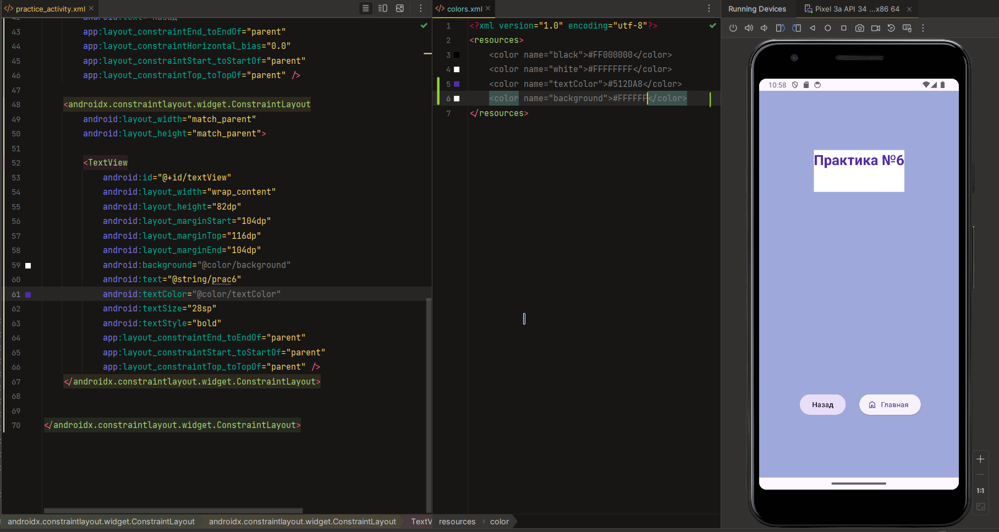 practice_activity.xml
42 android:text="Назад"
43 app:layout_constraintEnd_toEndOf="parent"
44 app:layout_constraintHorizontal_bias="0.0"
45 app:layout_constraintStart_toStartOf="parent"
46 app:layout_constraintTop_toTopOf="parent" />
47
48 <androidx.constraintlayout.widget.ConstraintLayout
49 android:layout_width="match_parent"
50 android:layout_height="match_parent">
51
52 <TextView
53 android:id="@+id/textView"
54 android:layout_width="wrap_content"
55 android:layout_height="82dp"
56 android:layout_marginStart="104dp"
57 android:layout_marginTop="116dp"
58 android:layout_marginEnd="104dp"
59 android:background="@color/background"
60 android:text="@string/prac6"
61 android:textColor="@color/textColor"
62 android:textSize="28sp"
63 android:textStyle="bold"
64 app:layout_constraintEnd_toEndOf="parent"
65 app:layout_constraintStart_toStartOf="parent"
66 app:layout_constraintTop_toTopOf="parent" />
67 </androidx.constraintlayout.widget.ConstraintLayout>
68
69
70 </androidx.constraintlayout.widget.ConstraintLayout>
androidx.constraintlayout.widget.ConstraintLayout androidx.constraintlayout.widget.ConstraintLayout TextV
colors.xml
1 <?xml version="1.0" encoding="utf-8"?>
2 <resources>
3 <color name="black">#FF000000</color>
4 <color name="white">#FFFFFFFF</color>
5 <color name="textColor">#512DA8</color>
6 <color name="background">#FFFFFF</color>
7 </resources>
resources › color
Running Devices
Pixel 3a API 34 ...x86 64
10:58
Практика №6
Назад
Главная
1:1